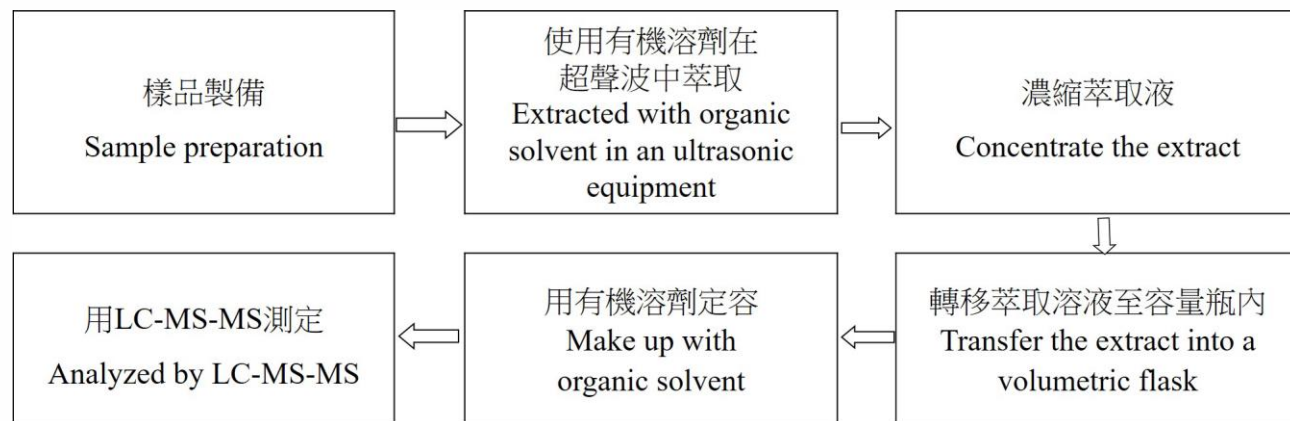 樣品製備
Sample preparation
使用有機溶劑在
超聲波中萃取
Extracted with organic
solvent in an ultrasonic
equipment
濃縮萃取液
Concentrate the extract
轉移萃取溶液至容量瓶內
Transfer the extract into a
volumetric flask
用有機溶劑定容
Make up with
organic solvent
用LC-MS-MS測定
Analyzed by LC-MS-MS